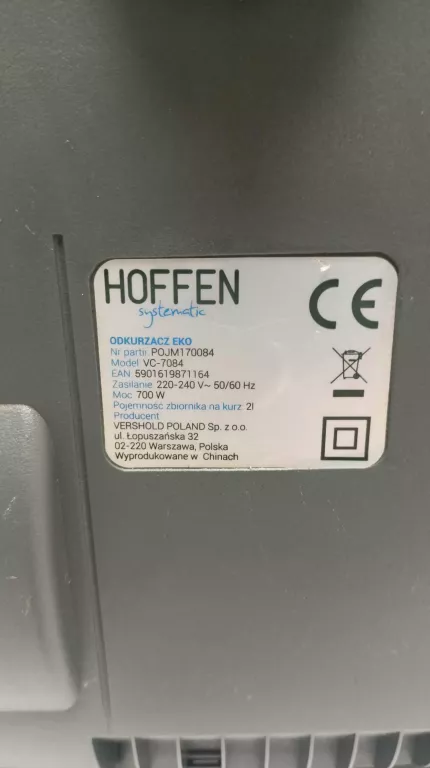 HOFFEN
systematic
CE
ODKURZACZ EKO
Nr partii POJM170084
Model VC-7084
EAN 5901619871164
Zasilanie 220-240 V~ 50/60 Hz
Moc 700 W
Pojemność zbiornika na kurz 2l
Producent
VERSHOLD POLAND Sp. z o.o.
ul. Łopuszańska 32
02-220 Warszawa, Polska
Wyprodukowane w Chinach